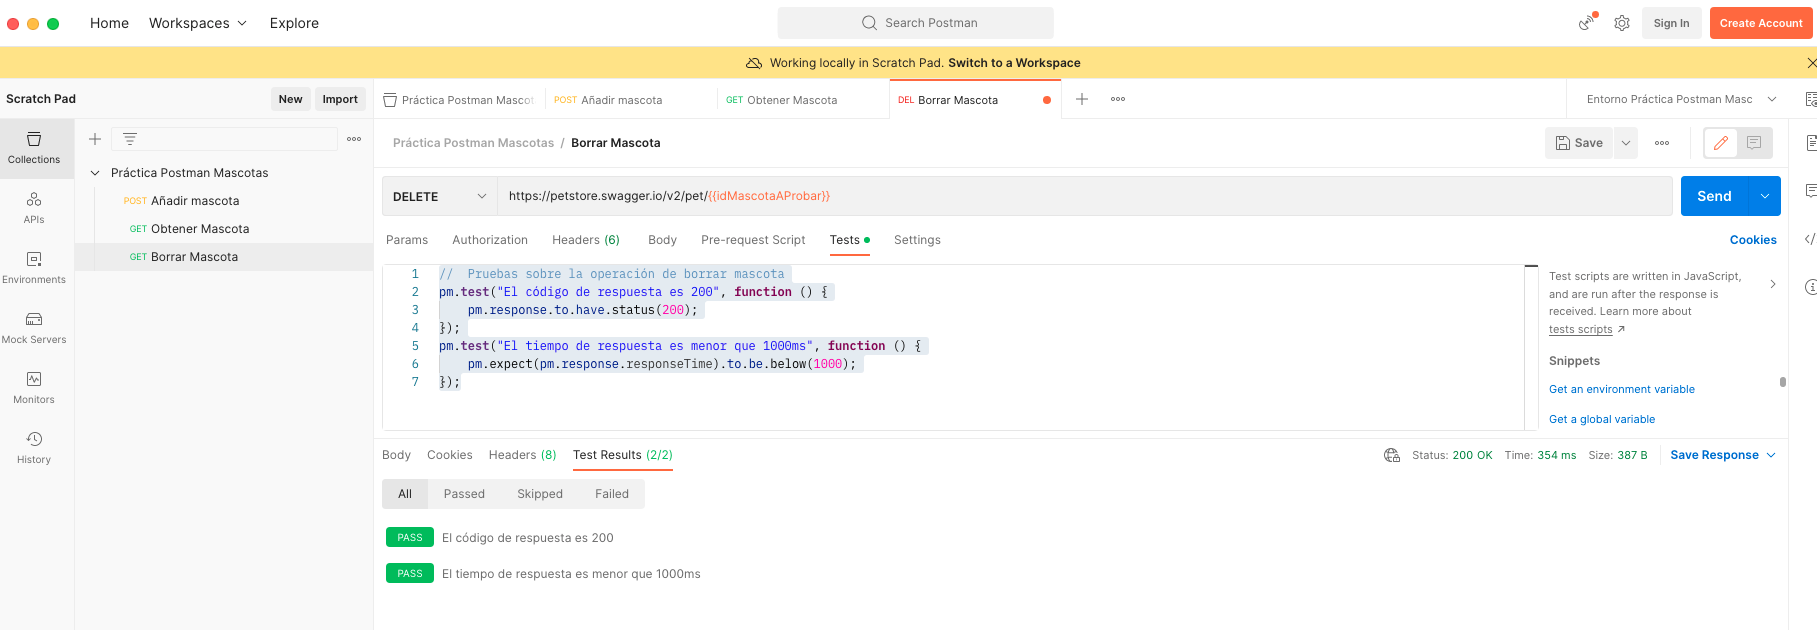 Home Workspaces Explore Search Postman Sign In Create Account
Working locally in Scratch Pad. Switch to a Workspace
Scratch Pad New Import
Práctica Postman Mascot POST Añadir mascota GET Obtener Mascota DEL Borrar Mascota Entorno Práctica Postman Masc
Collections
APIs
Environments
Mock Servers
Monitors
History
Práctica Postman Mascotas
POST Añadir mascota
GET Obtener Mascota
GET Borrar Mascota
Práctica Postman Mascotas / Borrar Mascota Save
DELETE https://petstore.swagger.io/v2/pet/{{idMascotaAProbar}} Send
Params Authorization Headers (6) Body Pre-request Script Tests Settings Cookies
1 //  Pruebas sobre la operación de borrar mascota
2 pm.test("El código de respuesta es 200", function () {
3     pm.response.to.have.status(200);
4 });
5 pm.test("El tiempo de respuesta es menor que 1000ms", function () {
6     pm.expect(pm.response.responseTime).to.be.below(1000);
7 });
Test scripts are written in JavaScript,
and are run after the response is
received. Learn more about
tests scripts ↗
Snippets
Get an environment variable
Get a global variable
Body Cookies Headers (8) Test Results (2/2) Status: 200 OK Time: 354 ms Size: 387 B Save Response
All Passed Skipped Failed
PASS El código de respuesta es 200
PASS El tiempo de respuesta es menor que 1000ms